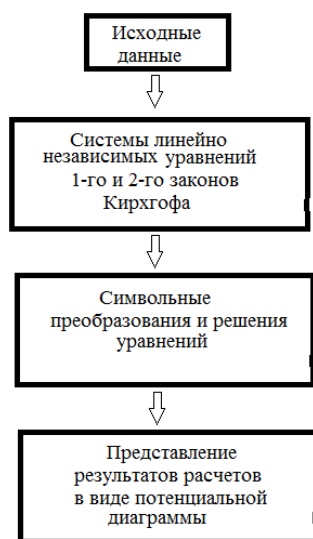 Исходные
данные
Системы линейно
независимых уравнений
1-го и 2-го законов
Кирхгофа
Символьные
преобразования и решения
уравнений
Представление
результатов расчетов
в виде потенциальной
диаграммы